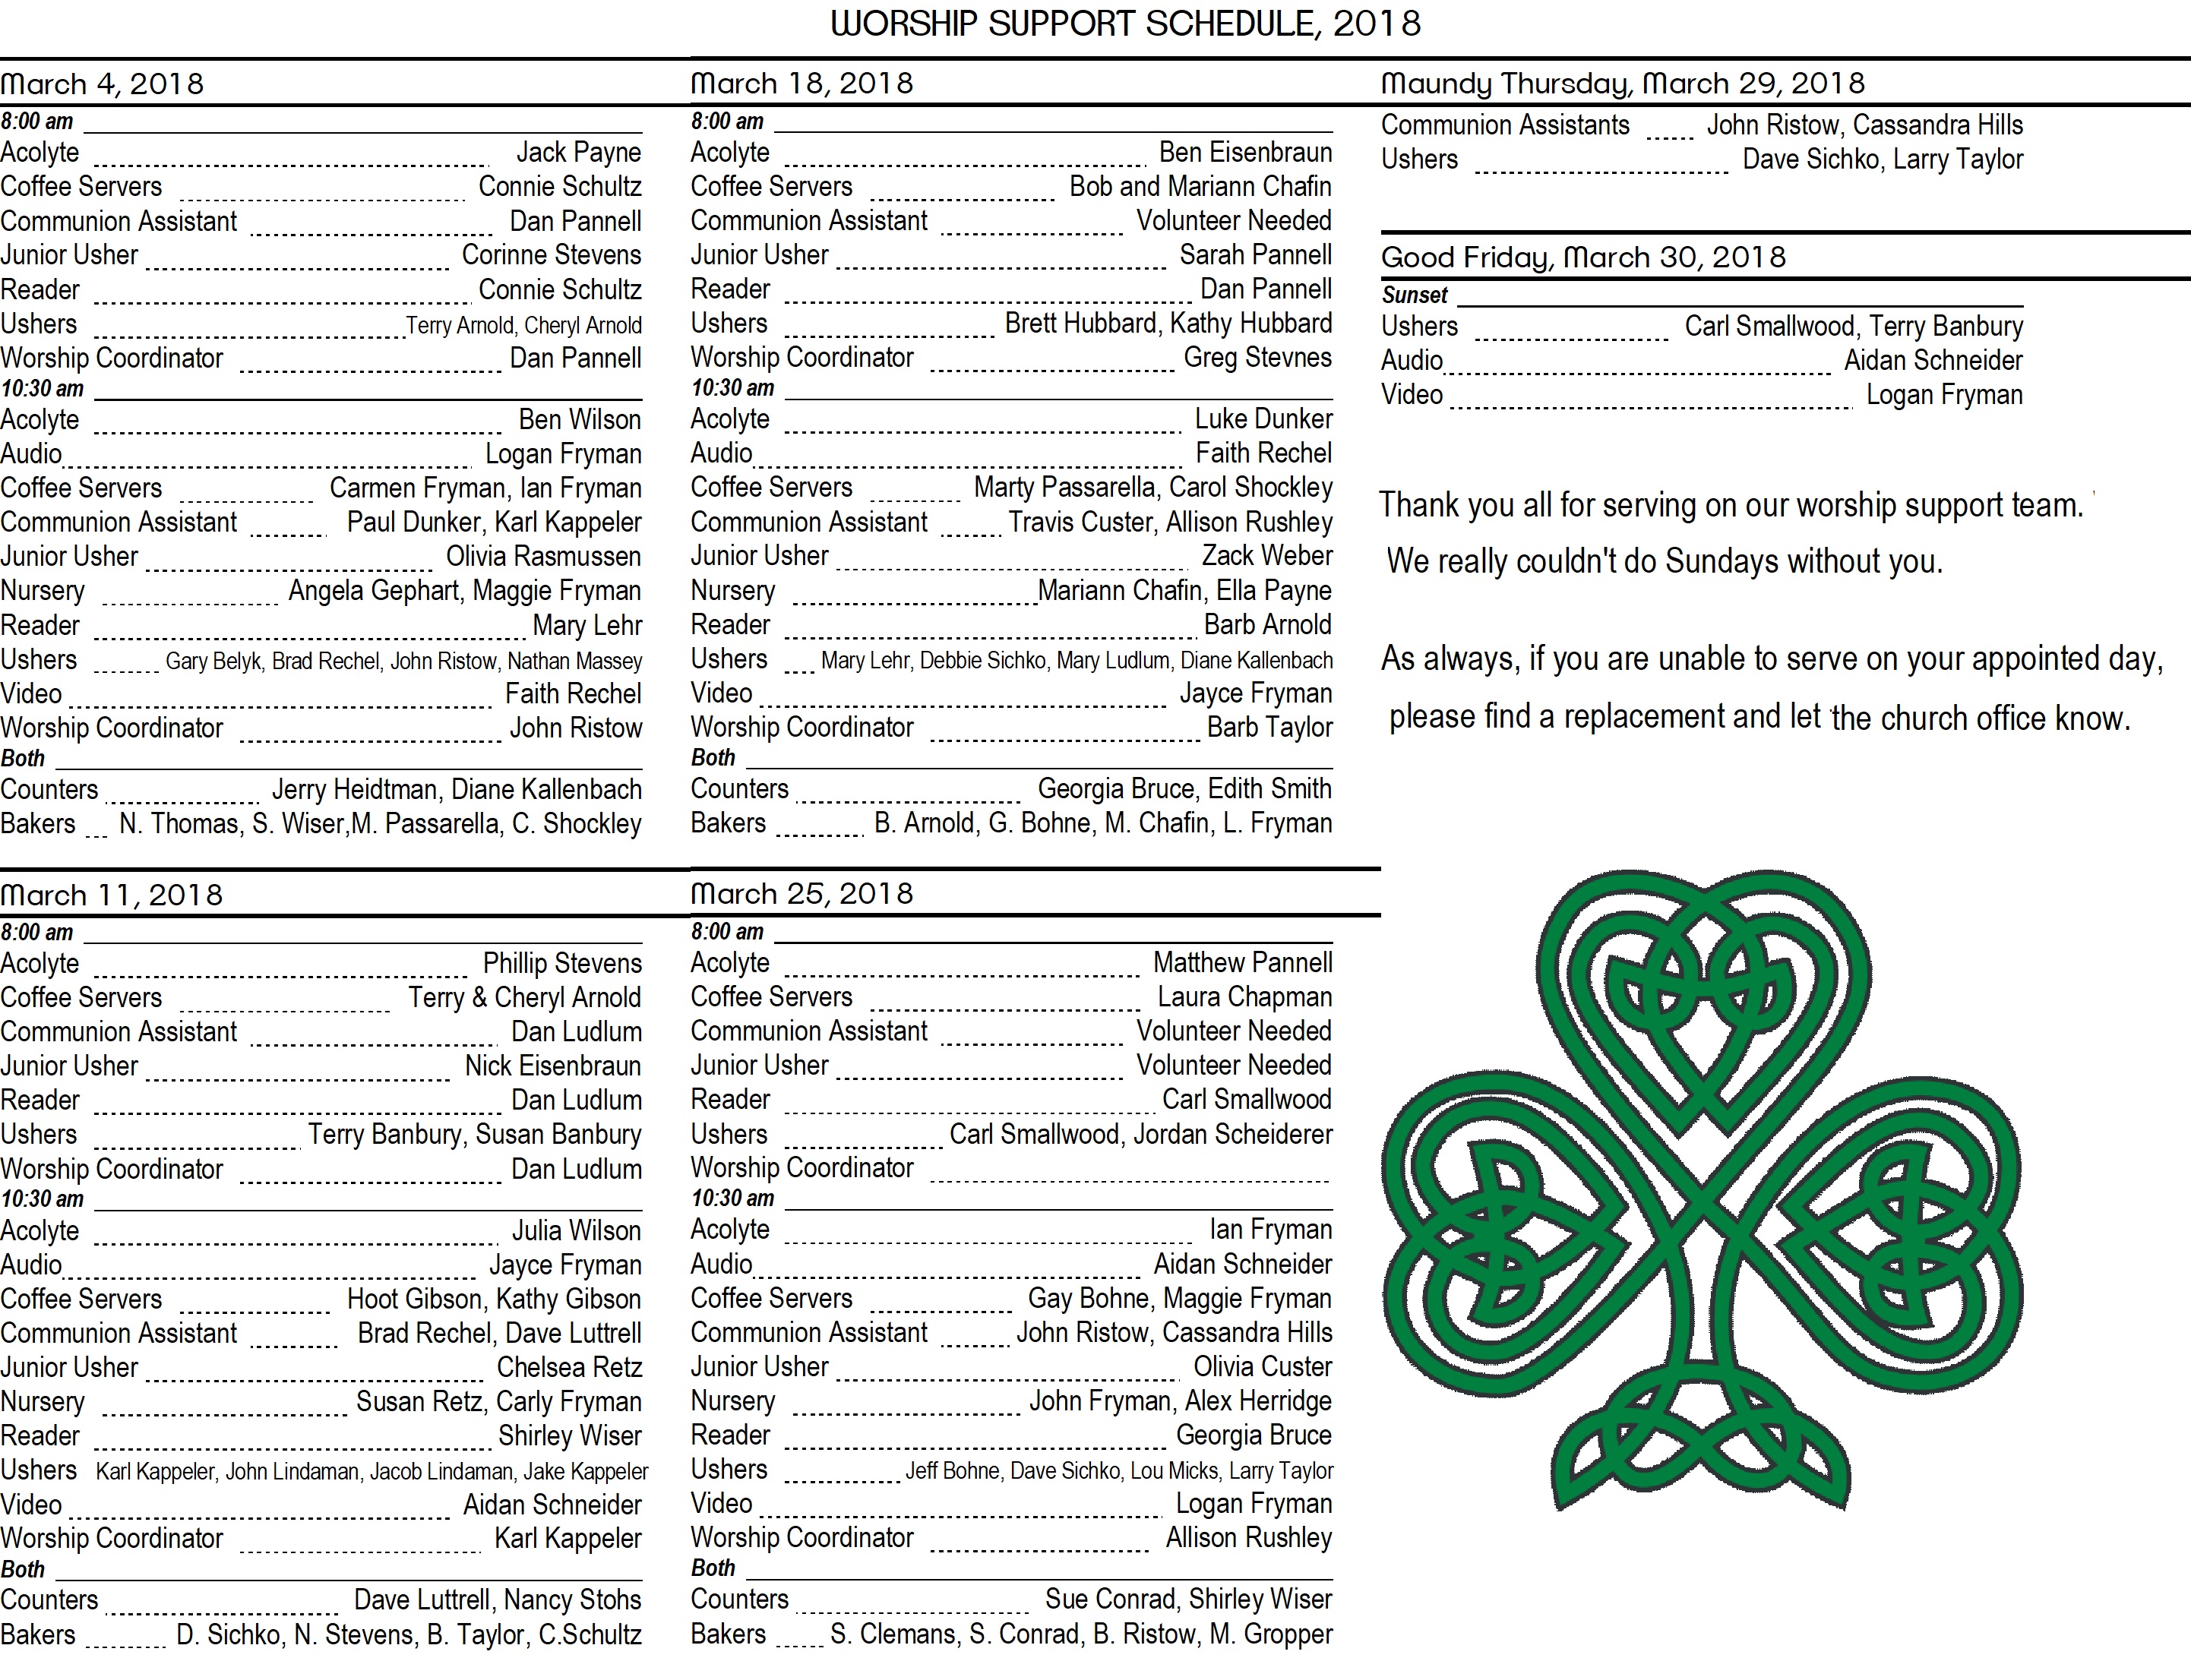 WORSHIP SUPPORT SCHEDULE, 2018
March 4, 2018
8:00 am
Acolyte Jack Payne
Coffee Servers Connie Schultz
Communion Assistant Dan Pannell
Junior Usher Corinne Stevens
Reader Connie Schultz
Ushers Terry Arnold, Cheryl Arnold
Worship Coordinator Dan Pannell
10:30 am
Acolyte Ben Wilson
Audio Logan Fryman
Coffee Servers Carmen Fryman, Ian Fryman
Communion Assistant Paul Dunker, Karl Kappeler
Junior Usher Olivia Rasmussen
Nursery Angela Gephart, Maggie Fryman
Reader Mary Lehr
Ushers Gary Belyk, Brad Rechel, John Ristow, Nathan Massey
Video Faith Rechel
Worship Coordinator John Ristow
Both
Counters Jerry Heidtman, Diane Kallenbach
Bakers N. Thomas, S. Wiser,M. Passarella, C. Shockley
March 11, 2018
8:00 am
Acolyte Phillip Stevens
Coffee Servers Terry & Cheryl Arnold
Communion Assistant Dan Ludlum
Junior Usher Nick Eisenbraun
Reader Dan Ludlum
Ushers Terry Banbury, Susan Banbury
Worship Coordinator Dan Ludlum
10:30 am
Acolyte Julia Wilson
Audio Jayce Fryman
Coffee Servers Hoot Gibson, Kathy Gibson
Communion Assistant Brad Rechel, Dave Luttrell
Junior Usher Chelsea Retz
Nursery Susan Retz, Carly Fryman
Reader Shirley Wiser
Ushers Karl Kappeler, John Lindaman, Jacob Lindaman, Jake Kappeler
Video Aidan Schneider
Worship Coordinator Karl Kappeler
Both
Counters Dave Luttrell, Nancy Stohs
Bakers D. Sichko, N. Stevens, B. Taylor, C.Schultz
March 18, 2018
8:00 am
Acolyte Ben Eisenbraun
Coffee Servers Bob and Mariann Chafin
Communion Assistant Volunteer Needed
Junior Usher Sarah Pannell
Reader Dan Pannell
Ushers Brett Hubbard, Kathy Hubbard
Worship Coordinator Greg Stevnes
10:30 am
Acolyte Luke Dunker
Audio Faith Rechel
Coffee Servers Marty Passarella, Carol Shockley
Communion Assistant Travis Custer, Allison Rushley
Junior Usher Zack Weber
Nursery Mariann Chafin, Ella Payne
Reader Barb Arnold
Ushers Mary Lehr, Debbie Sichko, Mary Ludlum, Diane Kallenbach
Video Jayce Fryman
Worship Coordinator Barb Taylor
Both
Counters Georgia Bruce, Edith Smith
Bakers B. Arnold, G. Bohne, M. Chafin, L. Fryman
March 25, 2018
8:00 am
Acolyte Matthew Pannell
Coffee Servers Laura Chapman
Communion Assistant Volunteer Needed
Junior Usher Volunteer Needed
Reader Carl Smallwood
Ushers Carl Smallwood, Jordan Scheiderer
Worship Coordinator
10:30 am
Acolyte Ian Fryman
Audio Aidan Schneider
Coffee Servers Gay Bohne, Maggie Fryman
Communion Assistant John Ristow, Cassandra Hills
Junior Usher Olivia Custer
Nursery John Fryman, Alex Herridge
Reader Georgia Bruce
Ushers Jeff Bohne, Dave Sichko, Lou Micks, Larry Taylor
Video Logan Fryman
Worship Coordinator Allison Rushley
Both
Counters Sue Conrad, Shirley Wiser
Bakers S. Clemans, S. Conrad, B. Ristow, M. Gropper
Maundy Thursday, March 29, 2018
Communion Assistants John Ristow, Cassandra Hills
Ushers Dave Sichko, Larry Taylor
Good Friday, March 30, 2018
Sunset
Ushers Carl Smallwood, Terry Banbury
Audio Aidan Schneider
Video Logan Fryman
Thank you all for serving on our worship support team.
We really couldn't do Sundays without you.
As always, if you are unable to serve on your appointed day,
please find a replacement and let the church office know.